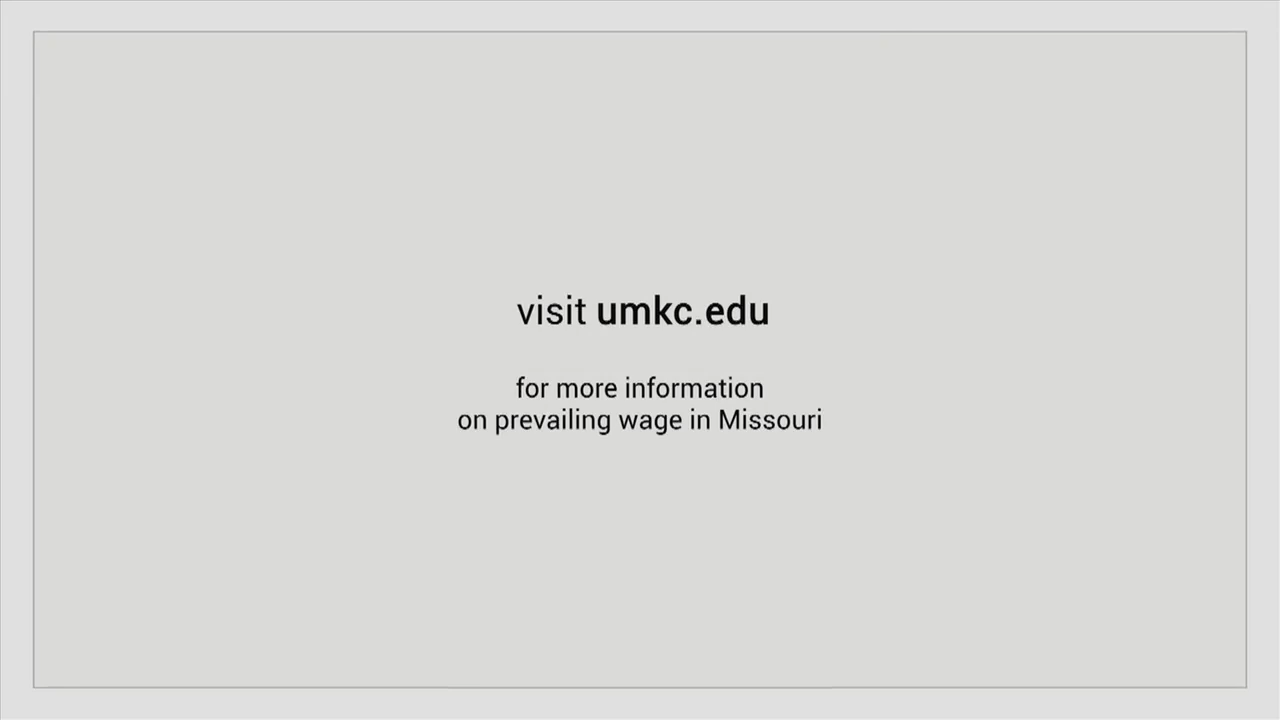 visit umkc.edu
for more information
on prevailing wage in Missouri